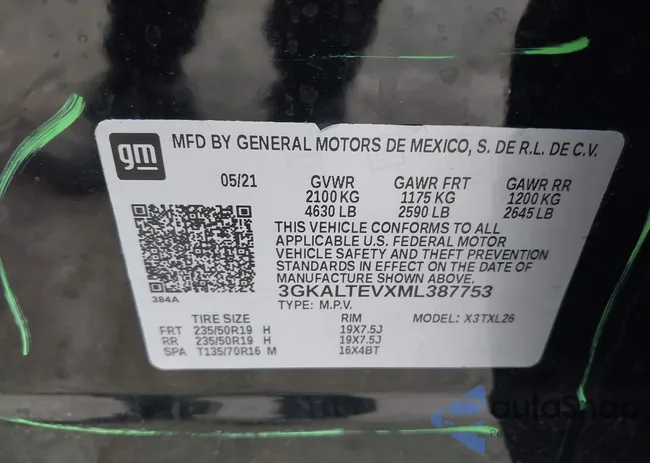 gm
MFD BY GENERAL MOTORS DE MEXICO, S. DE R.L. DE C.V.
05/21 GVWR GAWR FRT GAWR RR
2100 KG 1175 KG 1200 KG
4630 LB 2590 LB 2645 LB
THIS VEHICLE CONFORMS TO ALL
APPLICABLE U.S. FEDERAL MOTOR
VEHICLE SAFETY AND THEFT PREVENTION
STANDARDS IN EFFECT ON THE DATE
OF MANUFACTURE SHOWN ABOVE.
384A
3GKALTEVXML387753
TYPE: M.P.V.
TIRE SIZE RIM MODEL: X3TXL26
FRT 235/50R19 H 19X7.5J
RR 235/50R19 H 19X7.5J
SPA T135/70R16 M 16X4BT
autoShop